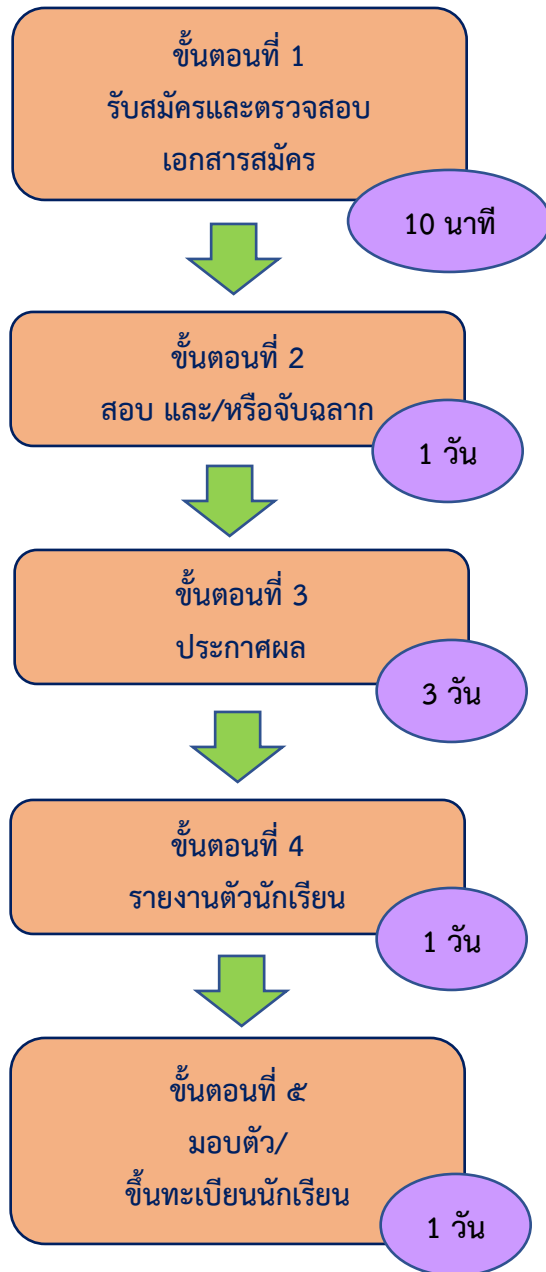 ขั้นตอนที่ 1
รับสมัครและตรวจสอบ
เอกสารสมัคร
10 นาที
ขั้นตอนที่ 2
สอบ และ/หรือจับฉลาก
1 วัน
ขั้นตอนที่ 3
ประกาศผล
3 วัน
ขั้นตอนที่ 4
รายงานตัวนักเรียน
1 วัน
ขั้นตอนที่ ๕
มอบตัว/
ขึ้นทะเบียนนักเรียน
1 วัน